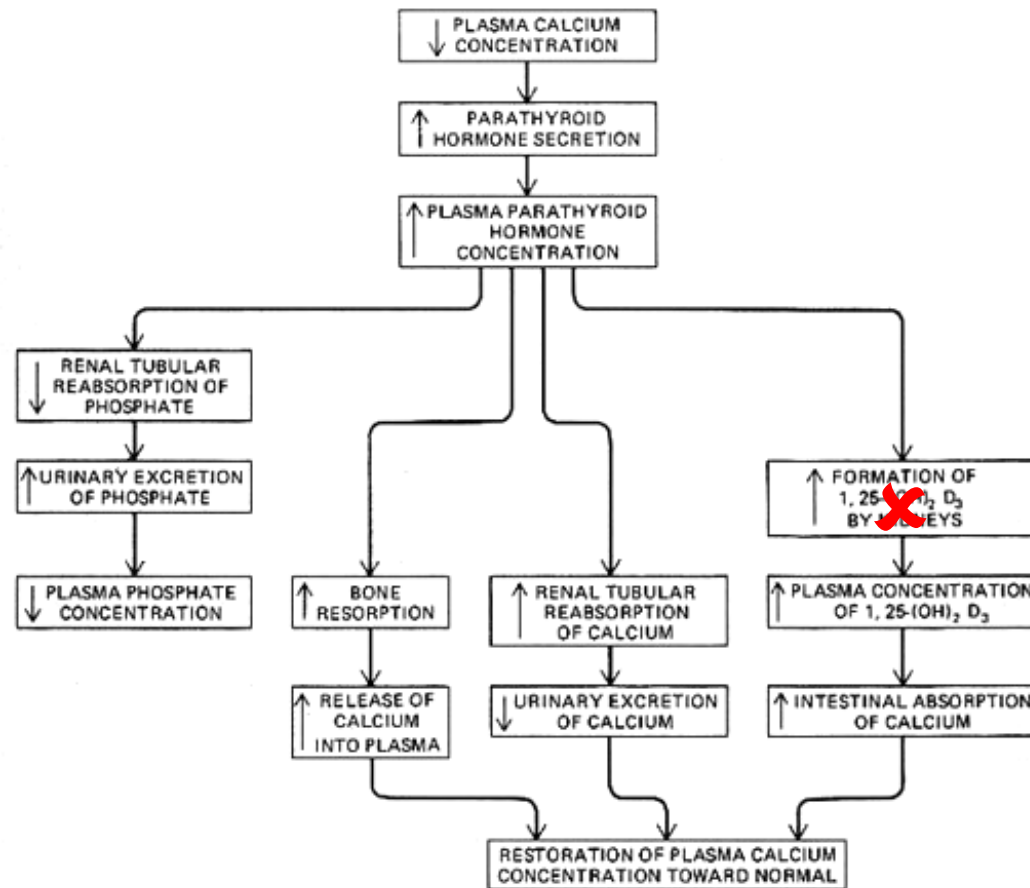 ↓ PLASMA CALCIUM
CONCENTRATION
↑ PARATHYROID
HORMONE SECRETION
↑ PLASMA PARATHYROID
HORMONE
CONCENTRATION
↓ RENAL TUBULAR
REABSORPTION OF
PHOSPHATE
↑ URINARY EXCRETION
OF PHOSPHATE
↓ PLASMA PHOSPHATE
CONCENTRATION
↑ BONE
RESORPTION
↑ RELEASE OF
CALCIUM
INTO PLASMA
↑ RENAL TUBULAR
REABSORPTION
OF CALCIUM
↓ URINARY EXCRETION
OF CALCIUM
↑ FORMATION OF
1, 25-(OH)₂ D₃
BY KIDNEYS
↑ PLASMA CONCENTRATION
OF 1, 25-(OH)₂ D₃
↑ INTESTINAL ABSORPTION
OF CALCIUM
RESTORATION OF PLASMA CALCIUM
CONCENTRATION TOWARD NORMAL